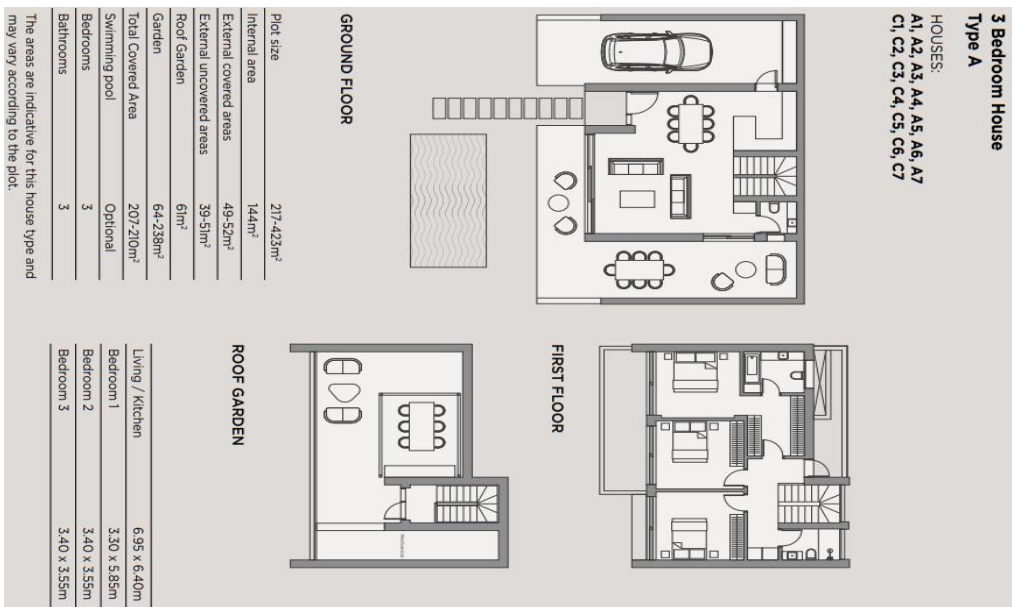 3 Bedroom House
Type A
HOUSES:
A1, A2, A3, A4, A5, A6, A7
C1, C2, C3, C4, C5, C6, C7
GROUND FLOOR
FIRST FLOOR
ROOF GARDEN
Plot size 217-423m²
Internal area 144m²
External covered areas 49-52m²
External uncovered areas 39-51m²
Roof Garden 61m²
Garden 64-238m²
Total Covered Area 207-210m²
Swimming pool Optional
Bedrooms 3
Bathrooms 3
The areas are indicative for this house type and
may vary according to the plot.
Living / Kitchen 6.95 x 6.40m
Bedroom 1 3.30 x 5.85m
Bedroom 2 3.40 x 3.55m
Bedroom 3 3.40 x 3.55m